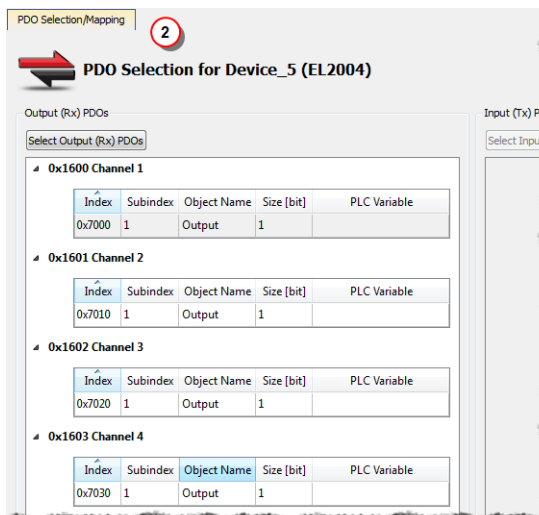 PDO Selection/Mapping
2
PDO Selection for Device_5 (EL2004)
Output (Rx) PDOs
Input (Tx) P
Select Output (Rx) PDOs
Select Inpu
0x1600 Channel 1
Index Subindex Object Name Size [bit] PLC Variable
0x7000 1 Output 1
0x1601 Channel 2
Index Subindex Object Name Size [bit] PLC Variable
0x7010 1 Output 1
0x1602 Channel 3
Index Subindex Object Name Size [bit] PLC Variable
0x7020 1 Output 1
0x1603 Channel 4
Index Subindex Object Name Size [bit] PLC Variable
0x7030 1 Output 1